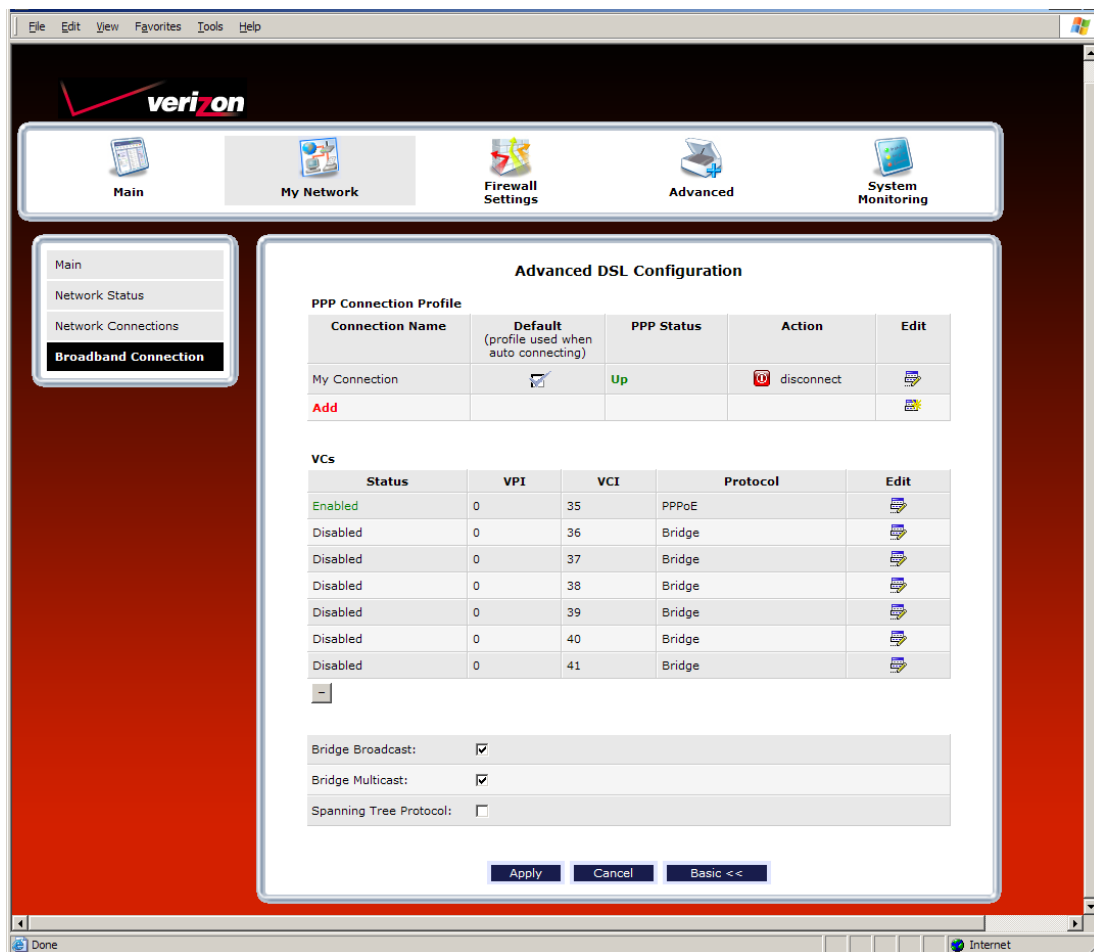 File Edit View Favorites Tools Help
verizon
Main
My Network
Firewall
Settings
Advanced
System
Monitoring
Main
Network Status
Network Connections
Broadband Connection
Advanced DSL Configuration
PPP Connection Profile
Connection Name Default PPP Status Action Edit
(profile used when
auto connecting)
My Connection Up disconnect
Add
VCs
Status VPI VCI Protocol Edit
Enabled 0 35 PPPoE
Disabled 0 36 Bridge
Disabled 0 37 Bridge
Disabled 0 38 Bridge
Disabled 0 39 Bridge
Disabled 0 40 Bridge
Disabled 0 41 Bridge
−
Bridge Broadcast:
Bridge Multicast:
Spanning Tree Protocol:
Apply Cancel Basic <<
Done Internet